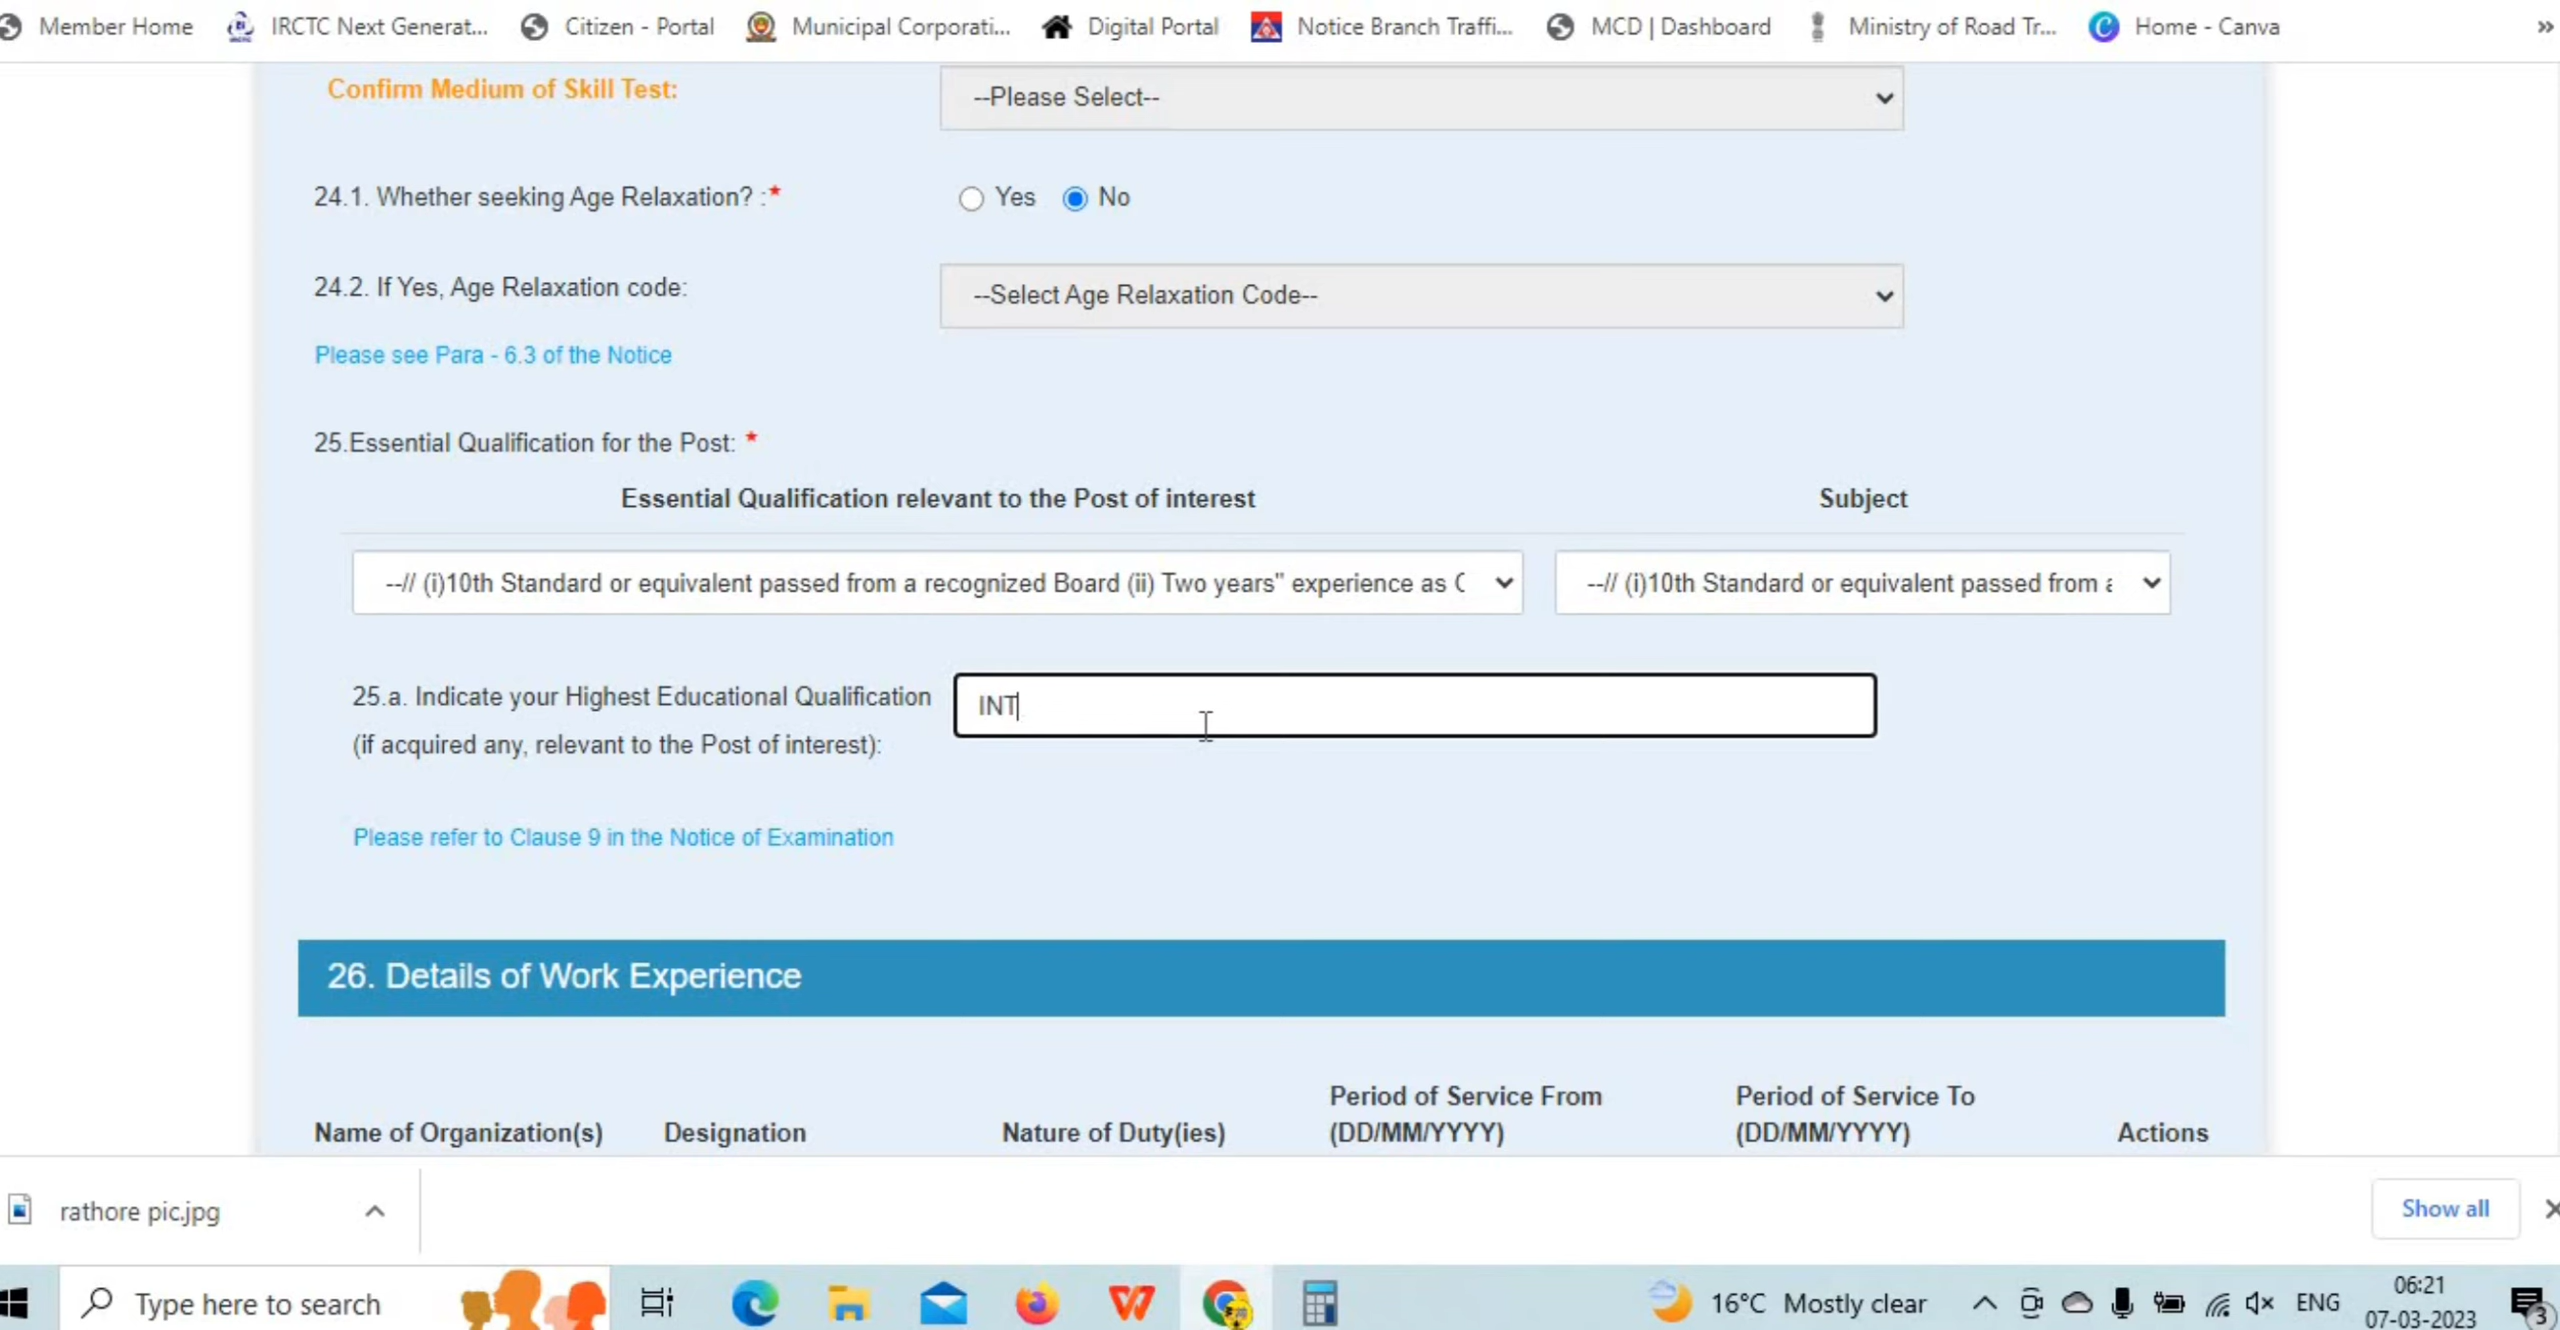 Member Home IRCTC Next Generat... Citizen - Portal Municipal Corporati... Digital Portal Notice Branch Traffi... MCD | Dashboard Ministry of Road Tr... Home - Canva »
Confirm Medium of Skill Test: --Please Select--
24.1. Whether seeking Age Relaxation? :* Yes No
24.2. If Yes, Age Relaxation code: --Select Age Relaxation Code--
Please see Para - 6.3 of the Notice
25.Essential Qualification for the Post: *
Essential Qualification relevant to the Post of interest Subject
--// (i)10th Standard or equivalent passed from a recognized Board (ii) Two years" experience as --// (i)10th Standard or equivalent passed from
25.a. Indicate your Highest Educational Qualification INT
(if acquired any, relevant to the Post of interest):
Please refer to Clause 9 in the Notice of Examination
26. Details of Work Experience
Period of Service From Period of Service To
Name of Organization(s) Designation Nature of Duty(ies) (DD/MM/YYYY) (DD/MM/YYYY) Actions
rathore pic.jpg Show all
Type here to search 16°C Mostly clear ENG 06:21
07-03-2023 3